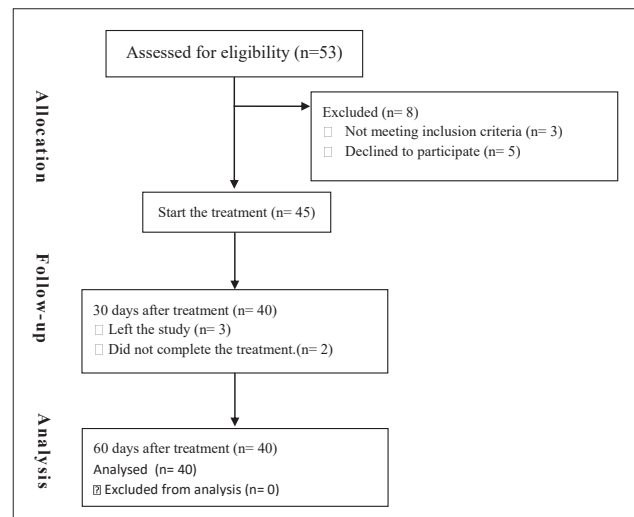 Assessed for eligibility (n=53)
Allocation
Excluded (n= 8)
Not meeting inclusion criteria (n= 3)
Declined to participate (n= 5)
Start the treatment (n= 45)
Follow-up
30 days after treatment (n= 40)
Left the study (n= 3)
Did not complete the treatment.(n= 2)
Analysis
60 days after treatment (n= 40)
Analysed (n= 40)
Excluded from analysis (n= 0)